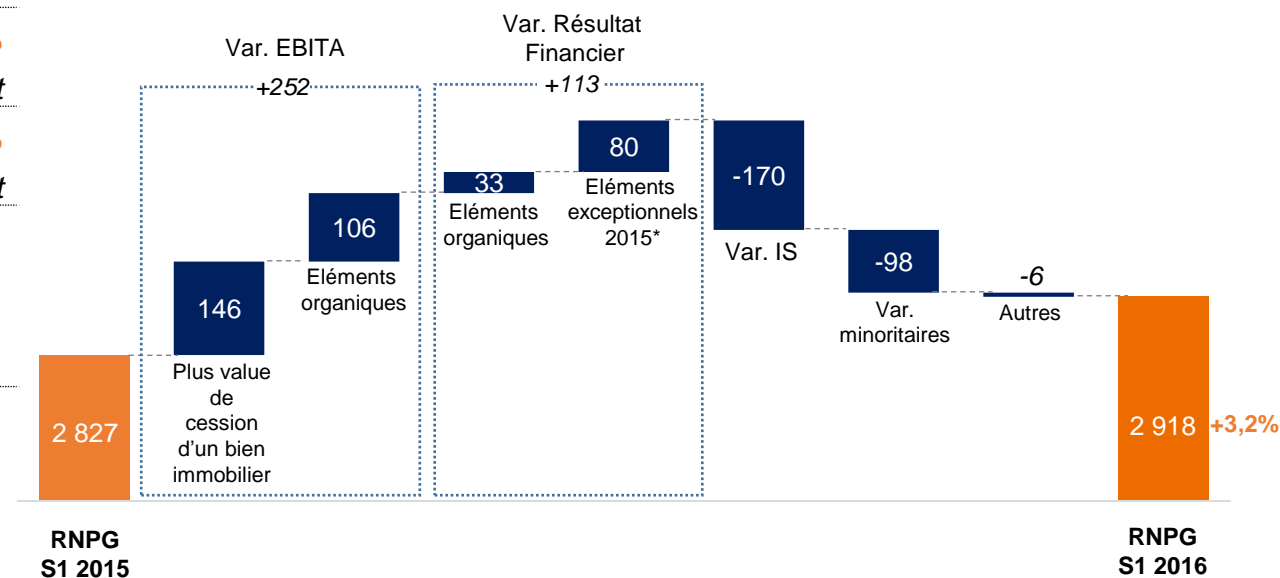 Var. EBITA
+252
Var. Résultat
Financier
+113
146
Plus value
de
cession
d'un bien
immobilier
106
Eléments
organiques
33
Eléments
organiques
80
Eléments
exceptionnels
2015*
-170
Var. IS
-98
Var.
minoritaires
-6
Autres
2 827
RNPG
S1 2015
2 918
+3,2%
RNPG
S1 2016